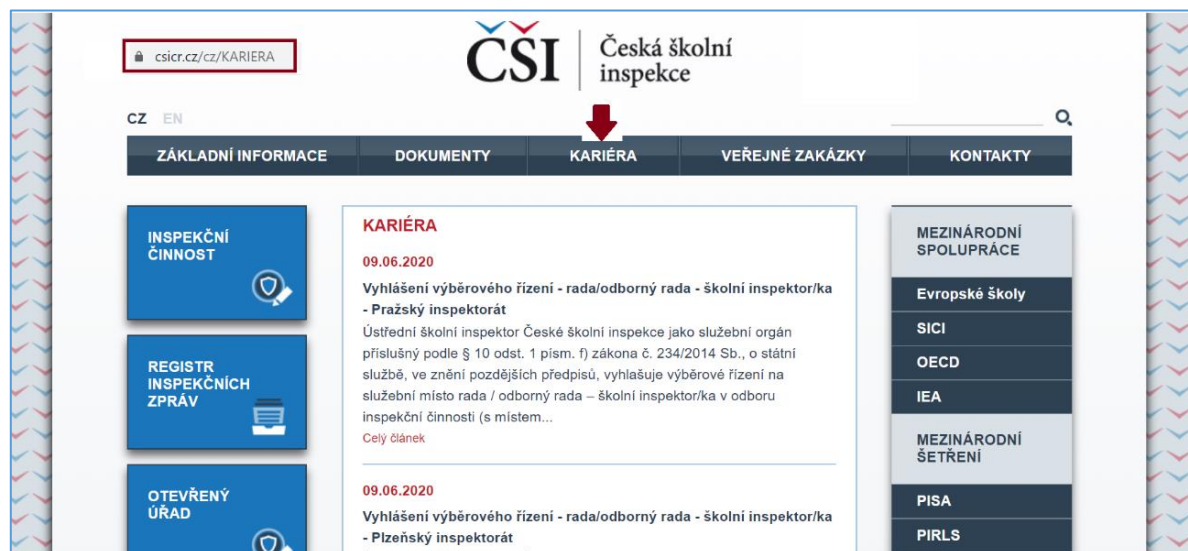 csicr.cz/cz/KARIERA
ČŠI
Česká školní
inspekce
CZ EN
ZÁKLADNÍ INFORMACE
DOKUMENTY
KARIÉRA
VEŘEJNÉ ZAKÁZKY
KONTAKTY
INSPEKČNÍ
ČINNOST
REGISTR
INSPEKČNÍCH
ZPRÁV
OTEVŘENÝ
ÚŘAD
KARIÉRA
09.06.2020
Vyhlášení výběrového řízení - rada/odborný rada - školní inspektor/ka
- Pražský inspektorát
Ústřední školní inspektor České školní inspekce jako služební orgán
příslušný podle § 10 odst. 1 písm. f) zákona č. 234/2014 Sb., o státní
službě, ve znění pozdějších předpisů, vyhlašuje výběrové řízení na
služební místo rada / odborný rada – školní inspektor/ka v odboru
inspekční činnosti (s místem...
Celý článek
09.06.2020
Vyhlášení výběrového řízení - rada/odborný rada - školní inspektor/ka
- Plzeňský inspektorát
MEZINÁRODNÍ
SPOLUPRÁCE
Evropské školy
SICI
OECD
IEA
MEZINÁRODNÍ
ŠETŘENÍ
PISA
PIRLS